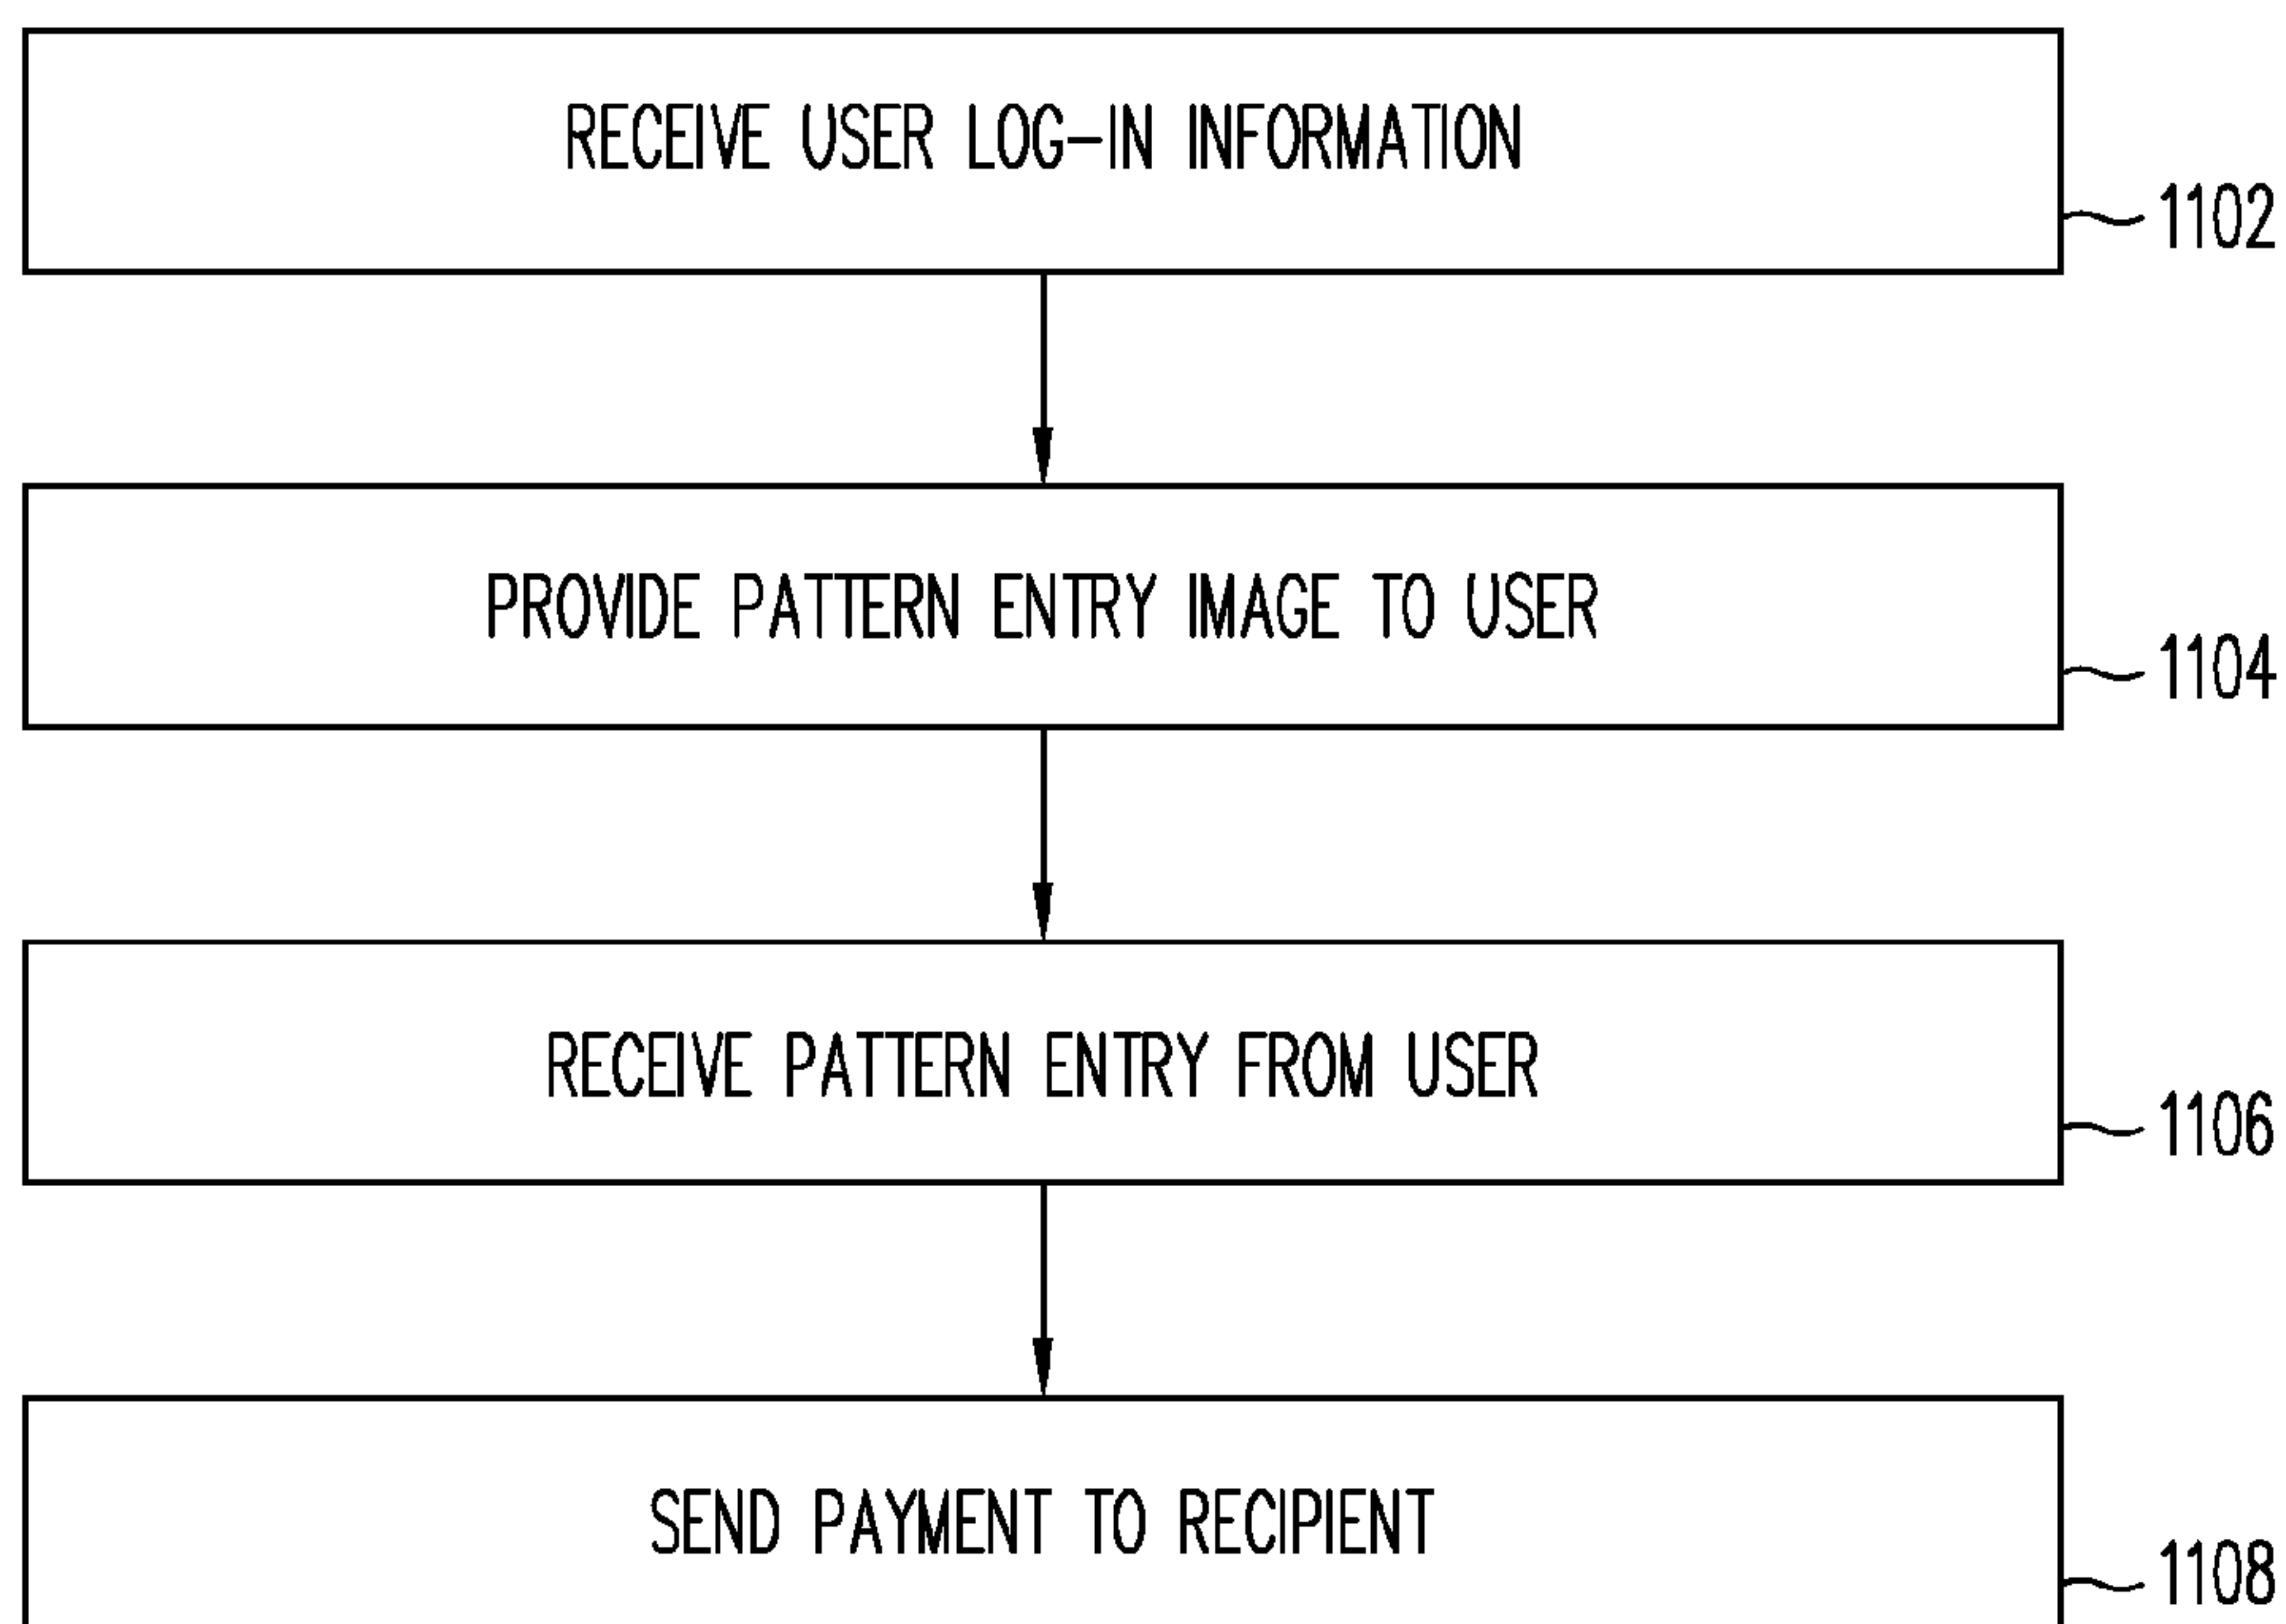 RECEIVE USER LOG-IN INFORMATION
1102
PROVIDE PATTERN ENTRY IMAGE TO USER
1104
RECEIVE PATTERN ENTRY FROM USER
1106
SEND PAYMENT TO RECIPIENT
1108